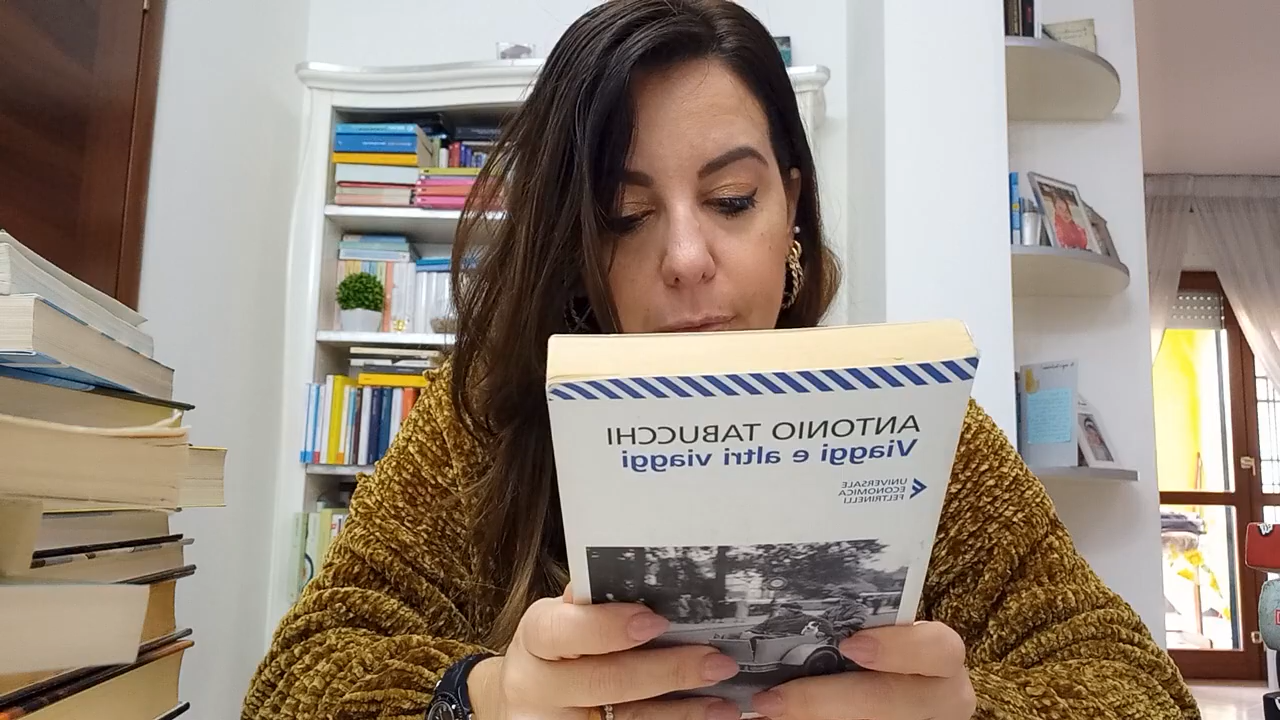 ANTONIO TABUCCHI
Viaggi e altri viaggi
UNIVERSALE
ECONOMICA
FELTRINELLI